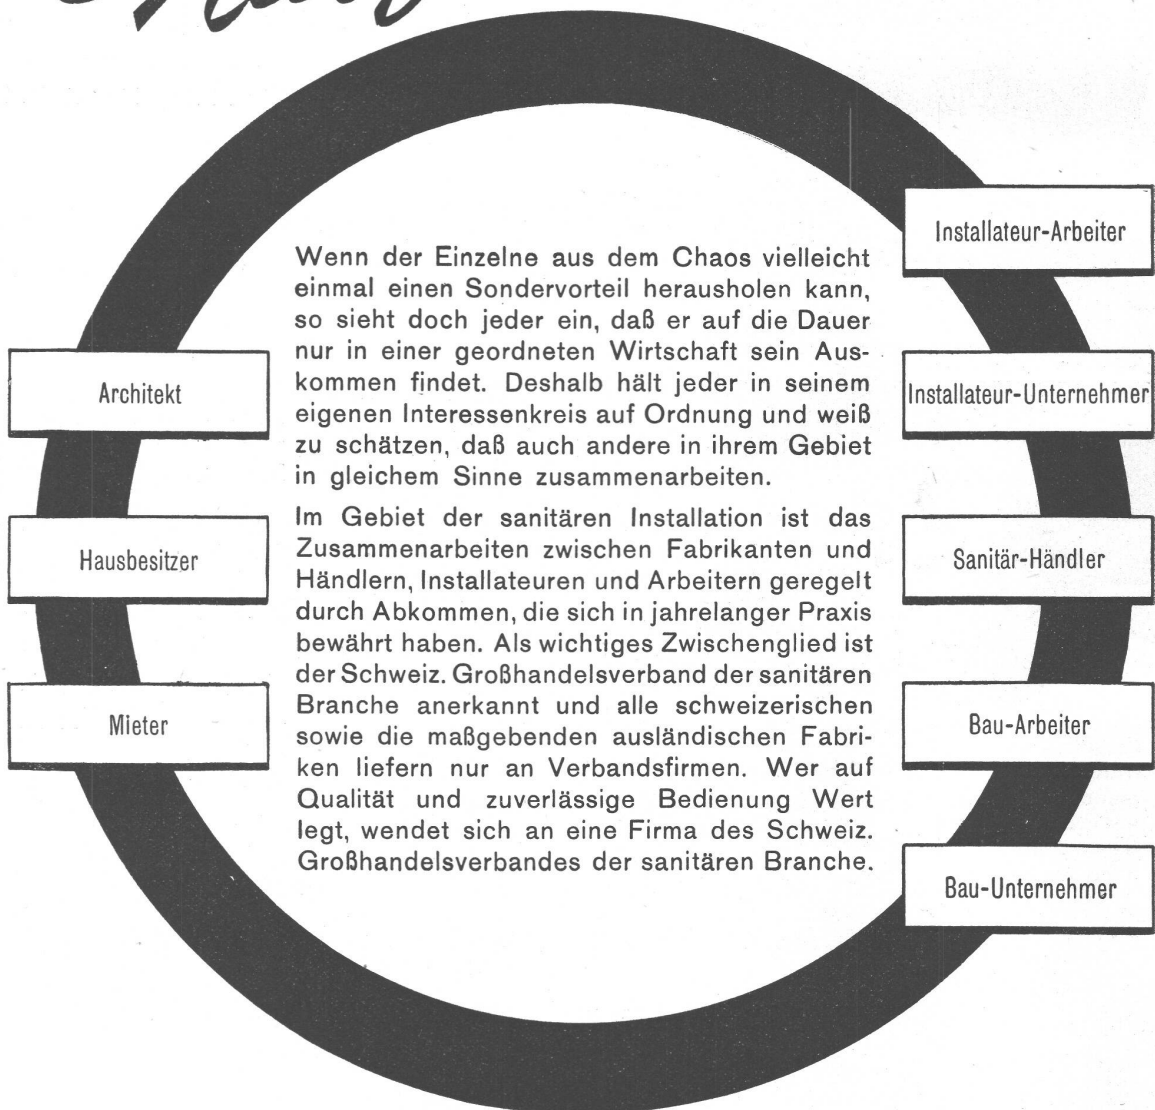 Wenn der Einzelne aus dem Chaos vielleicht
einmal einen Sondervorteil herausholen kann,
so sieht doch jeder ein, daß er auf die Dauer
nur in einer geordneten Wirtschaft sein Aus-
kommen findet. Deshalb hält jeder in seinem
eigenen Interessenkreis auf Ordnung und weiß
zu schätzen, daß auch andere in ihrem Gebiet
in gleichem Sinne zusammenarbeiten.
Im Gebiet der sanitären Installation ist das
Zusammenarbeiten zwischen Fabrikanten und
Händlern, Installateuren und Arbeitern geregelt
durch Abkommen, die sich in jahrelanger Praxis
bewährt haben. Als wichtiges Zwischenglied ist
der Schweiz. Großhandelsverband der sanitären
Branche anerkannt und alle schweizerischen
sowie die maßgebenden ausländischen Fabri-
ken liefern nur an Verbandsfirmen. Wer auf
Qualität und zuverlässige Bedienung Wert
legt, wendet sich an eine Firma des Schweiz.
Großhandelsverbandes der sanitären Branche.
Architekt
Hausbesitzer
Mieter
Installateur-Arbeiter
Installateur-Unternehmer
Sanitär-Händler
Bau-Arbeiter
Bau-Unternehmer